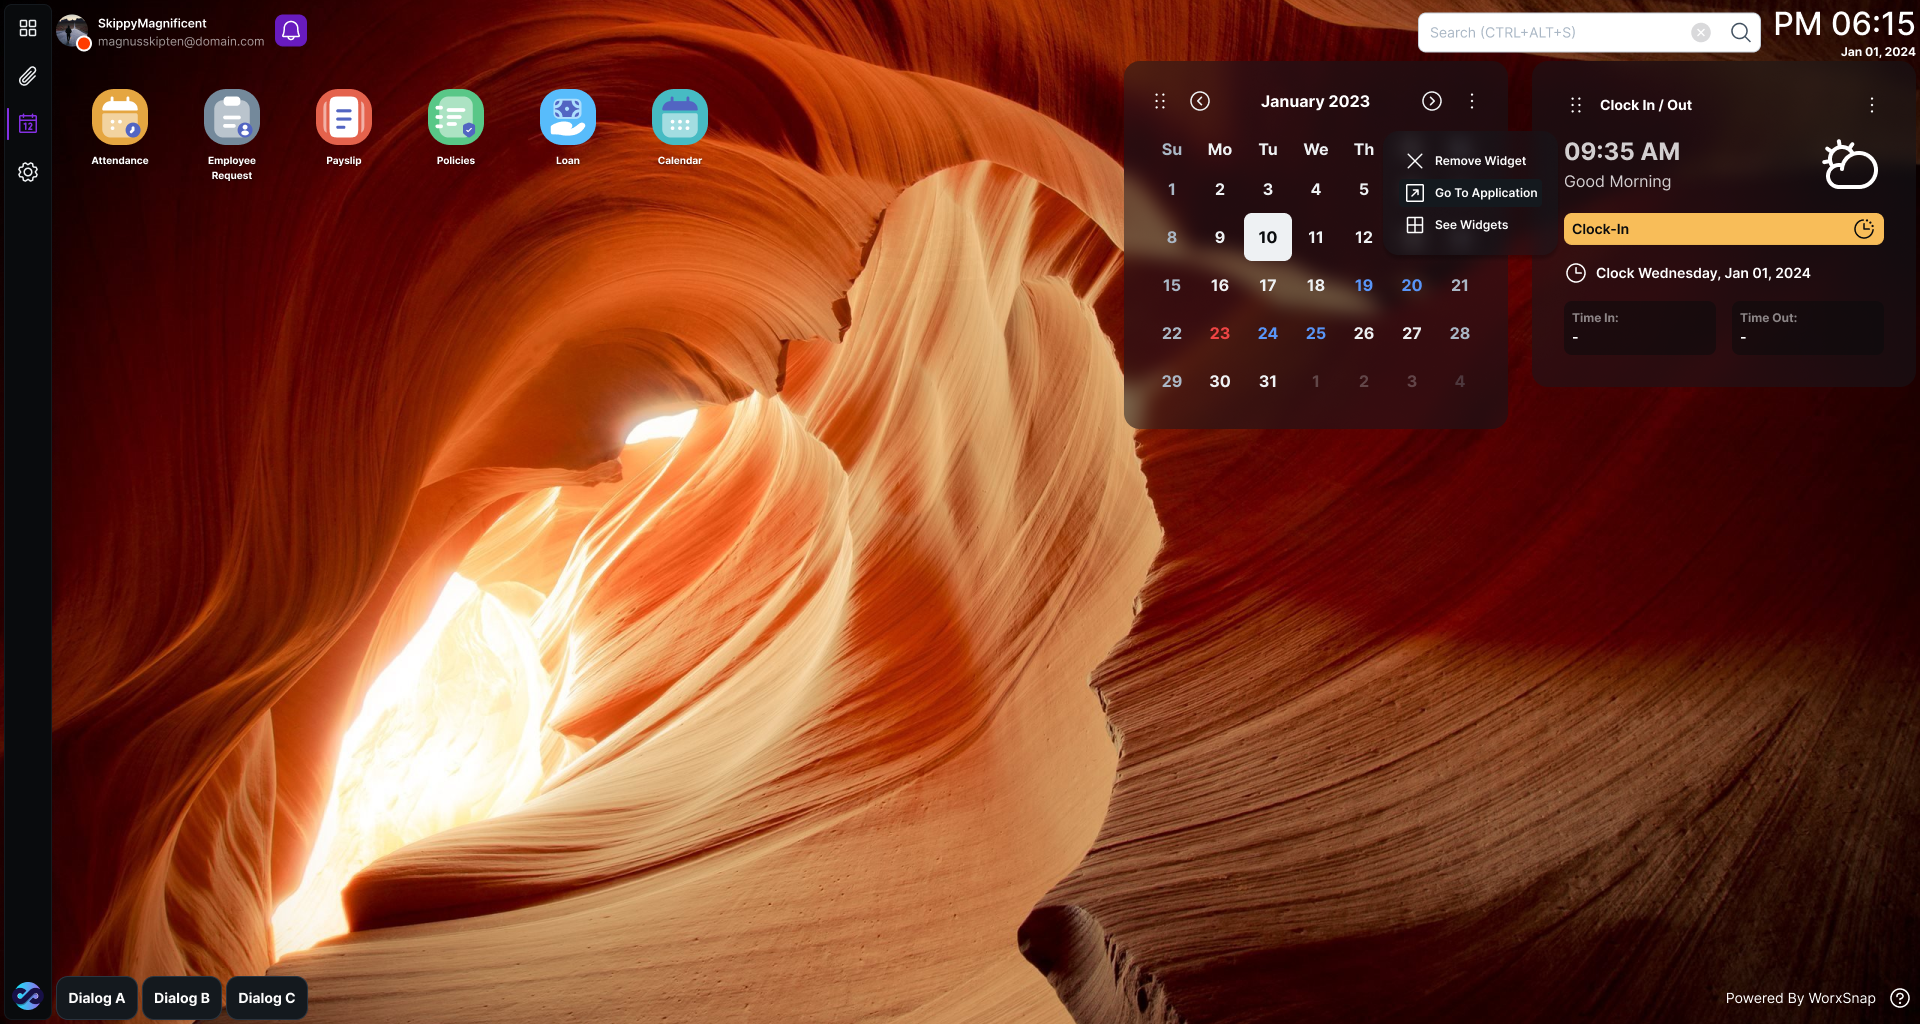 SkippyMagnificent
magnusskipten@domain.com
Search (CTRL+ALT+S)
PM 06:15
Jan 01, 2024
12
Attendance
Employee
Request
Payslip
Policies
Loan
Calendar
January 2023
Su Mo Tu We Th
1 2 3 4 5
8 9 10 11 12
15 16 17 18 19 20 21
22 23 24 25 26 27 28
29 30 31 1 2 3 4
Remove Widget
Go To Application
See Widgets
Clock In / Out
09:35 AM
Good Morning
Clock-In
Clock Wednesday, Jan 01, 2024
Time In:
-
Time Out:
-
Dialog A
Dialog B
Dialog C
Powered By WorxSnap